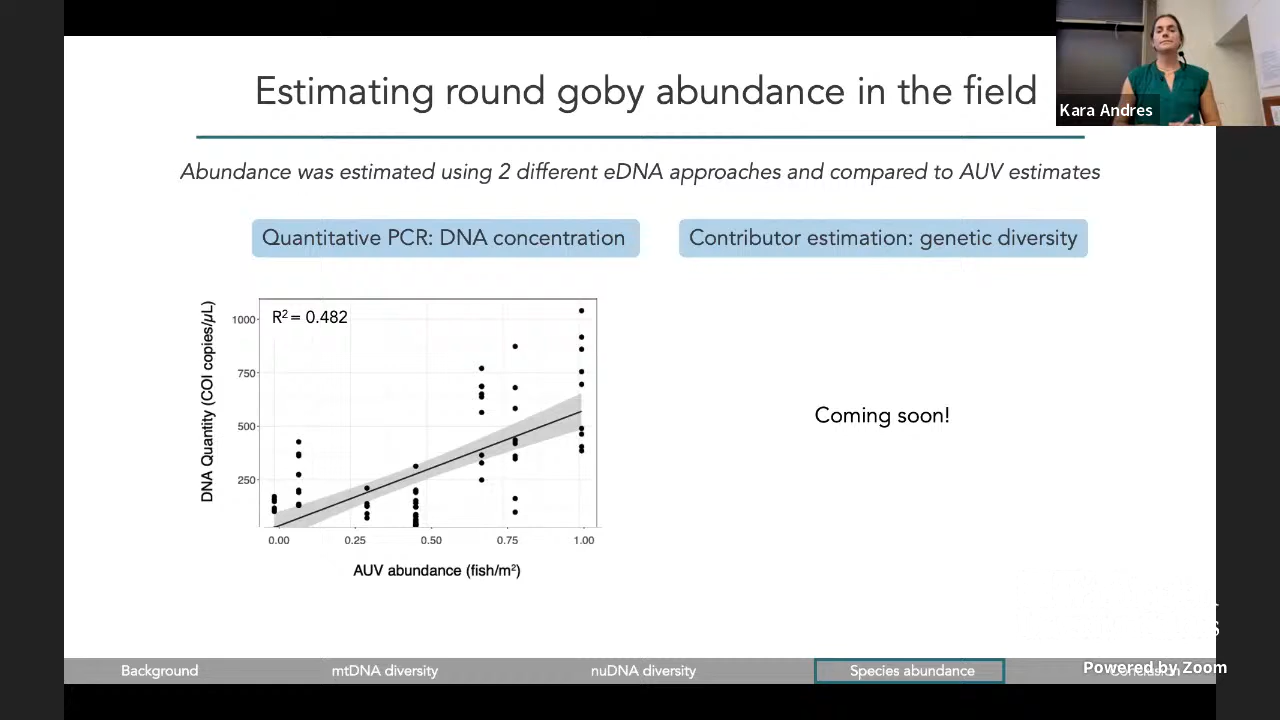 Estimating round goby abundance in the field
Kara Andres
Abundance was estimated using 2 different eDNA approaches and compared to AUV estimates
Quantitative PCR: DNA concentration
Contributor estimation: genetic diversity
DNA Quantity (COI copies/µL)
R² = 0.482
1000
750
500
250
0.00 0.25 0.50 0.75 1.00
AUV abundance (fish/m²)
Coming soon!
Background mtDNA diversity nuDNA diversity Species abundance Conclusion
Powered by Zoom